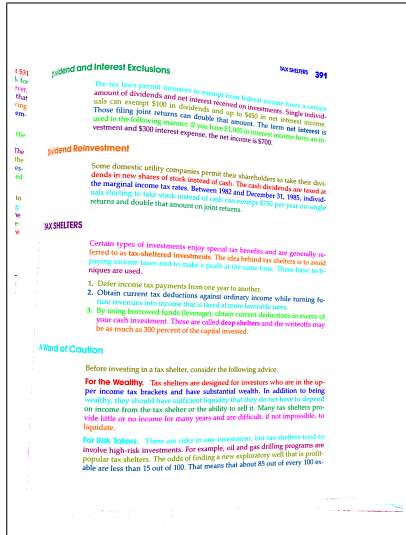 TAX SHELTERS 391
Dividend and Interest Exclusions
The tax laws permit investors to exempt from federal income taxes a certain
amount of dividends and net interest received on investments. Single individ-
uals can exempt $100 in dividends and up to $450 in net interest income.
Those filing joint returns can double that amount. The term net interest is
used in the following manner. If you have $1,000 in interest income from an in-
vestment and $300 interest expense, the net income is $700.
Dividend Reinvestment
Some domestic utility companies permit their shareholders to take their divi-
dends in new shares of stock instead of cash. The cash dividends are taxed at
the marginal income tax rates. Between 1982 and December 31, 1985, individ-
uals electing to take stock instead of cash can exempt $750 per year on single
returns and double that amount on joint returns.
TAX SHELTERS
Certain types of investments enjoy special tax benefits and are generally re-
ferred to as tax-sheltered investments. The idea behind tax shelters is to avoid
paying income taxes and to make a profit at the same time. Three basic tech-
niques are used.
1. Defer income tax payments from one year to another.
2. Obtain current tax deductions against ordinary income while turning fu-
ture revenues into income that is taxed at more favorable rates.
3. By using borrowed funds (leverage), obtain current deductions in excess of
your cash investment. These are called deep shelters and the writeoffs may
be as much as 300 percent of the capital invested.
A Word of Caution
Before investing in a tax shelter, consider the following advice.
For the Wealthy. Tax shelters are designed for investors who are in the up-
per income tax brackets and have substantial wealth. In addition to being
wealthy, they should have sufficient liquidity that they do not have to depend
on income from the tax shelter or the ability to sell it. Many tax shelters pro-
vide little or no income for many years and are difficult, if not impossible, to
liquidate.
For Risk Takers. There are risks in any investment, but tax shelters tend to
involve high-risk investments. For example, oil and gas drilling programs are
popular tax shelters. The odds of finding a new exploratory well that is profit-
able are less than 15 out of 100. That means that about 85 out of every 100 ex-